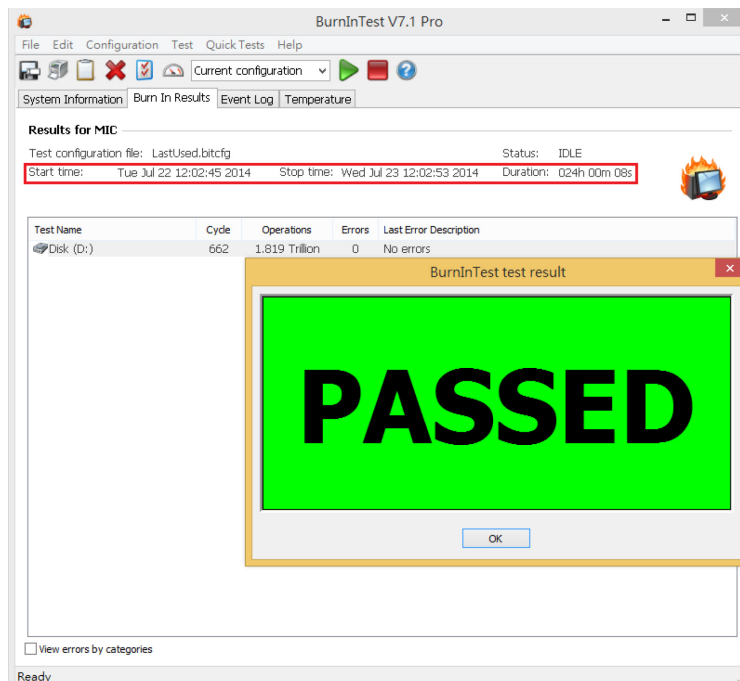 BurnInTest V7.1 Pro
File Edit Configuration Test Quick Tests Help
Current configuration
System Information Burn In Results Event Log Temperature
Results for MIC
Test configuration file: LastUsed.bitcfg Status: IDLE
Start time: Tue Jul 22 12:02:45 2014 Stop time: Wed Jul 23 12:02:53 2014 Duration: 024h 00m 08s
Test Name Cycle Operations Errors Last Error Description
Disk (D:) 662 1.819 Trillion 0 No errors
BurnInTest test result
PASSED
OK
View errors by categories
Ready